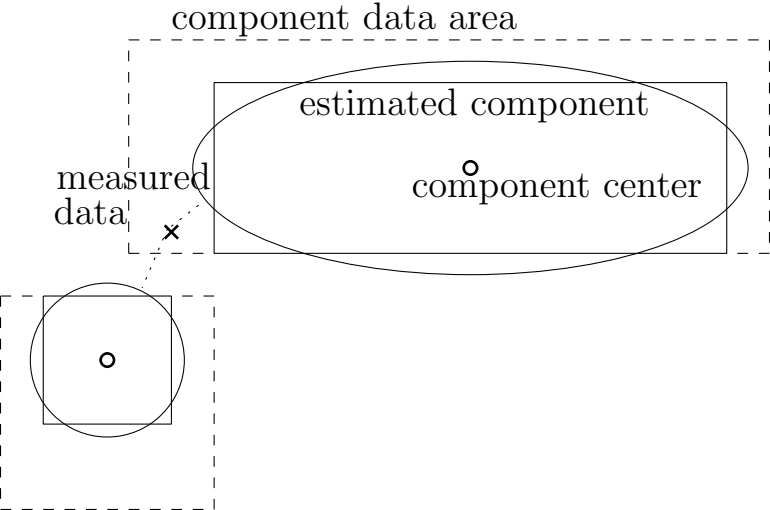 component data area
estimated component
measured
data
component center